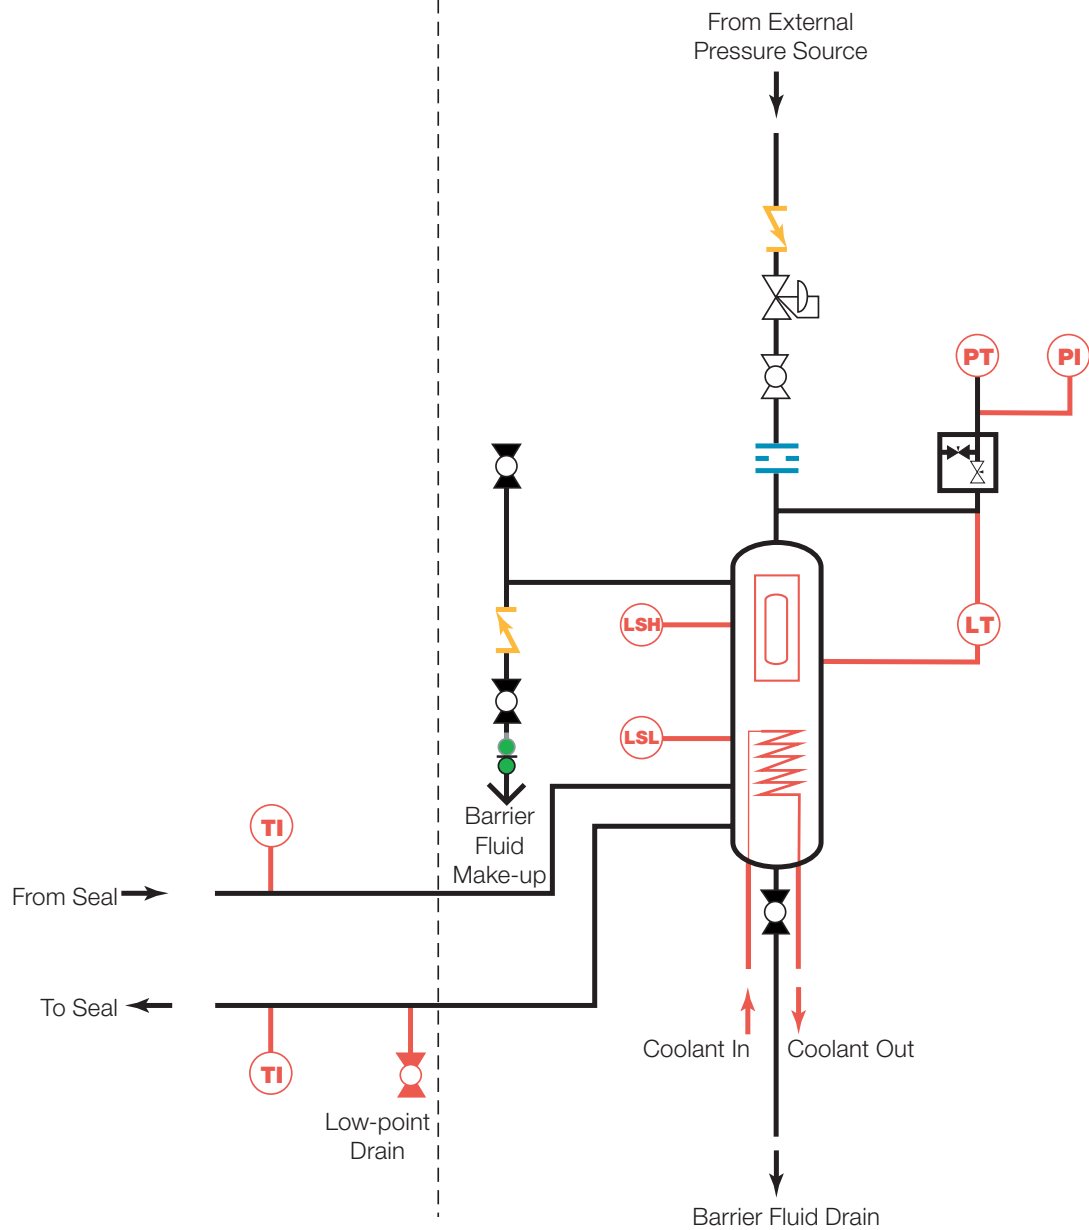 From External
Pressure Source
PT
PI
LSH
LT
LSL
Barrier
Fluid
Make-up
TI
From Seal
To Seal
TI
Coolant In
Coolant Out
Low-point
Drain
Barrier Fluid Drain